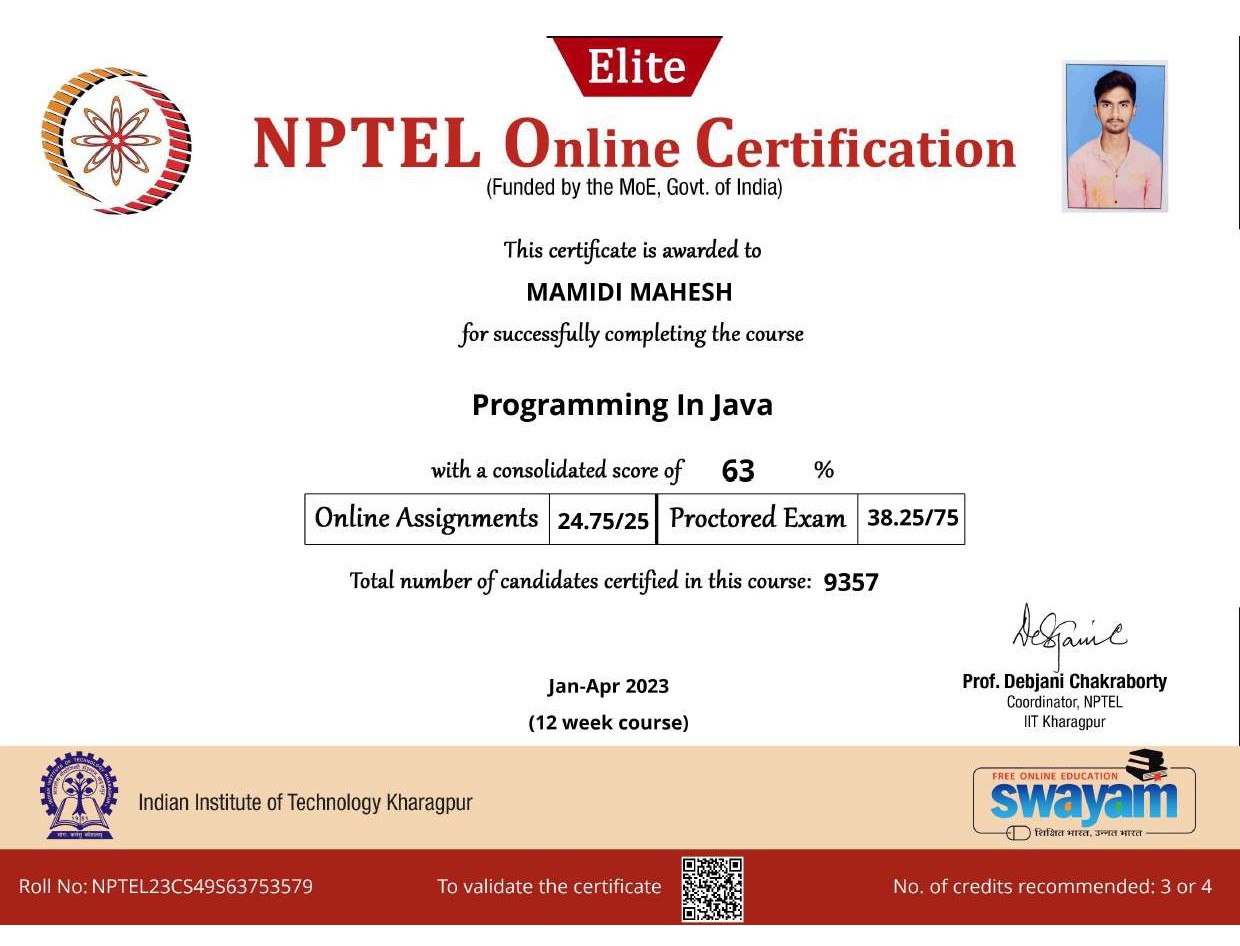 Elite
NPTEL Online Certification
(Funded by the MoE, Govt. of India)
This certificate is awarded to
MAMIDI MAHESH
for successfully completing the course
Programming In Java
with a consolidated score of 63 %
Online Assignments 24.75/25 Proctored Exam 38.25/75
Total number of candidates certified in this course: 9357
Jan-Apr 2023
(12 week course)
Prof. Debjani Chakraborty
Coordinator, NPTEL
IIT Kharagpur
Indian Institute of Technology Kharagpur
FREE ONLINE EDUCATION
swayam
शिक्षित भारत, उन्नत भारत
Roll No: NPTEL23CS49S63753579
To validate the certificate
No. of credits recommended: 3 or 4